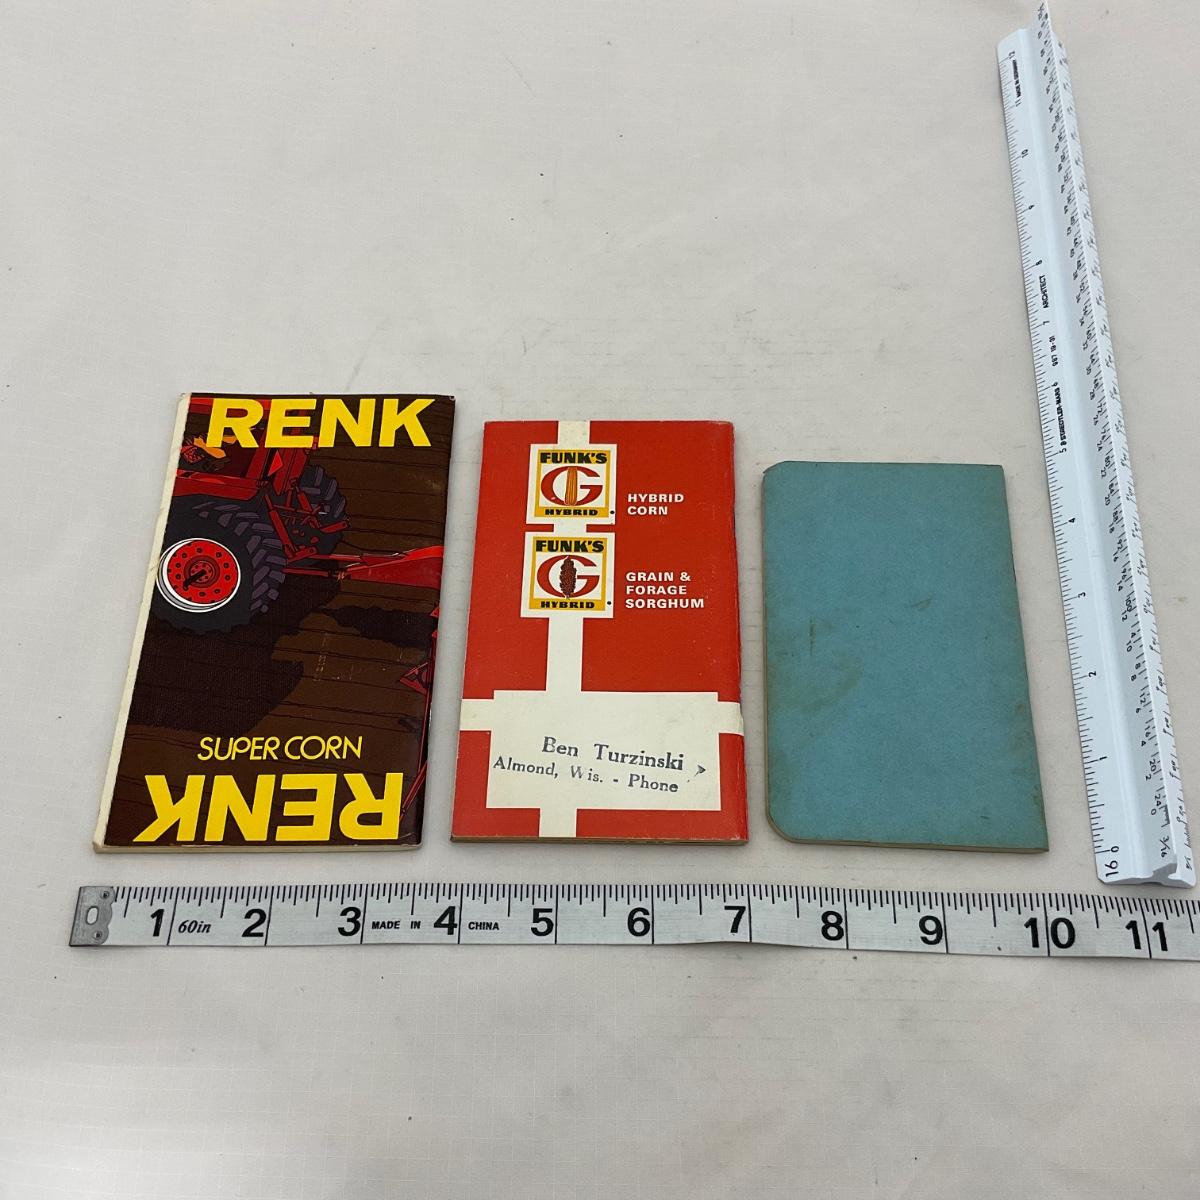 RENK
SUPER CORN
RENK
FUNK'S
G
HYBRID
HYBRID
CORN
FUNK'S
G
HYBRID
GRAIN &
FORAGE
SORGHUM
Ben Turzinski
Almond, Wis. - Phone
1 60in 2 3 MADE IN 4 CHINA 5 6 7 8 9 10 11
ARCHITECT